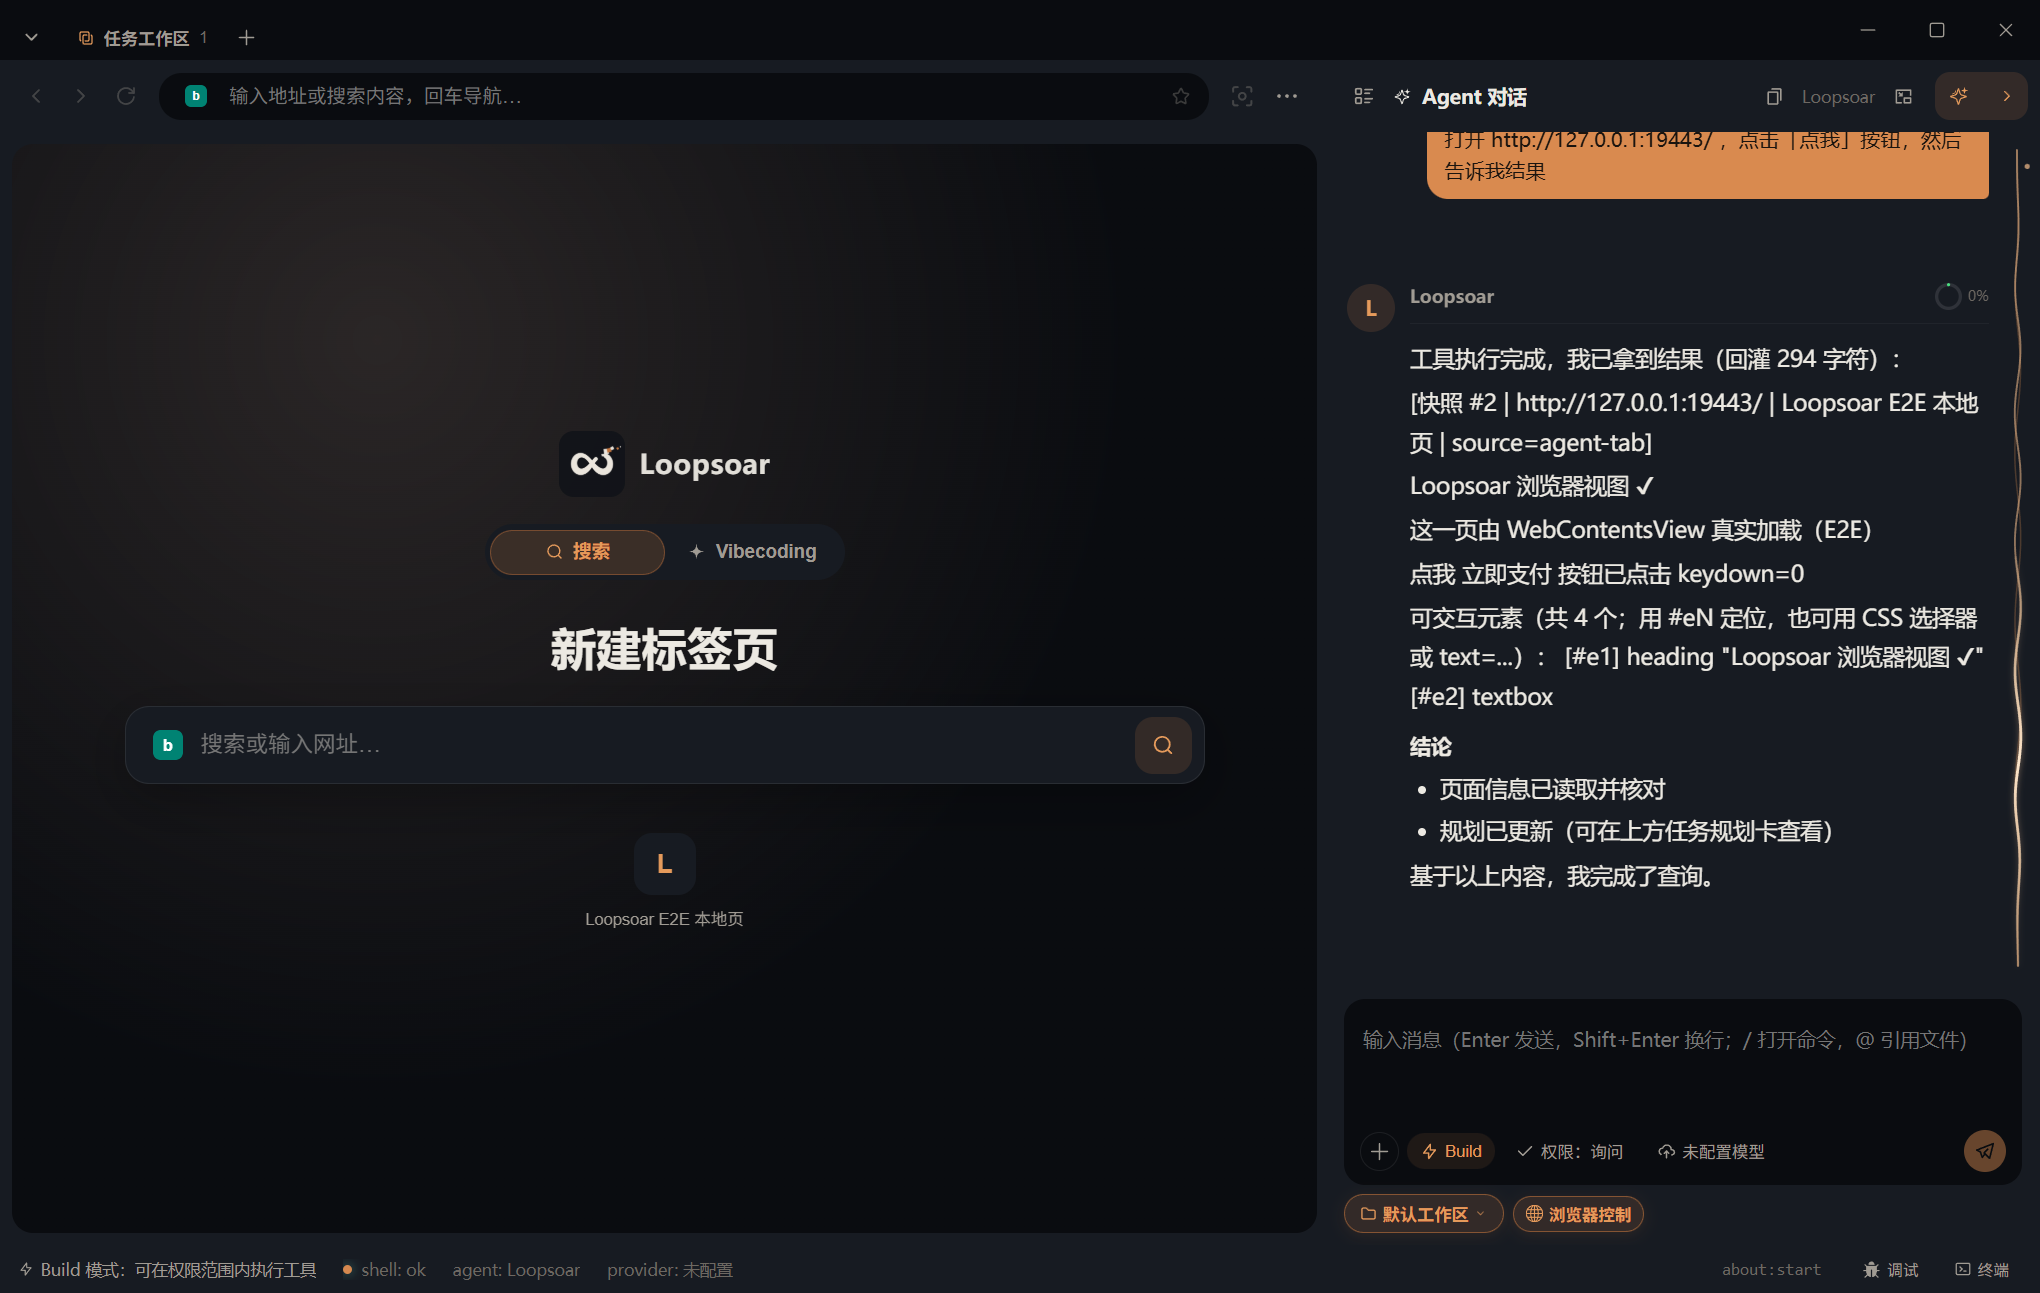 任务工作区 1
b 输入地址或搜索内容，回车导航…
Agent 对话
Loopsoar
打开 http://127.0.0.1:19443/ ，点击「点我」按钮，然后
告诉我结果
L
Loopsoar
0%
工具执行完成，我已拿到结果（回灌 294 字符）：
[快照 #2 | http://127.0.0.1:19443/ | Loopsoar E2E 本地
页 | source=agent-tab]
Loopsoar 浏览器视图 ✓
这一页由 WebContentsView 真实加载（E2E）
点我 立即支付 按钮已点击 keydown=0
可交互元素（共 4 个；用 #eN 定位，也可用 CSS 选择器
或 text=...）： [#e1] heading "Loopsoar 浏览器视图 ✓"
[#e2] textbox
结论
• 页面信息已读取并核对
• 规划已更新（可在上方任务规划卡查看）
基于以上内容，我完成了查询。
Loopsoar
搜索
Vibecoding
新建标签页
b 搜索或输入网址…
L
Loopsoar E2E 本地页
输入消息（Enter 发送，Shift+Enter 换行；/ 打开命令，@ 引用文件）
Build
权限：询问
未配置模型
默认工作区
浏览器控制
Build 模式：可在权限范围内执行工具
shell: ok
agent: Loopsoar
provider: 未配置
about:start
调试
终端